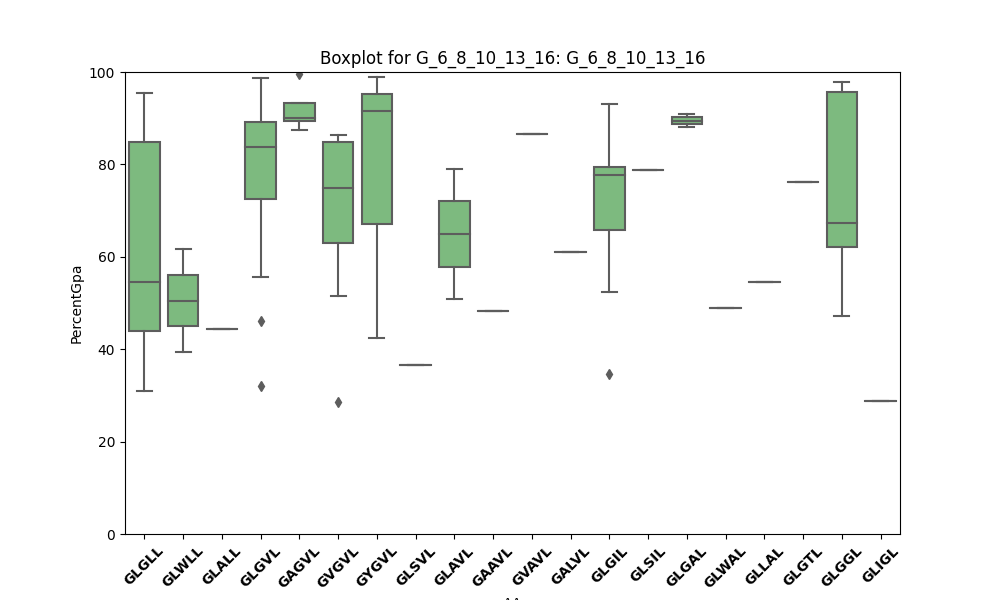 Boxplot for G_6_8_10_13_16: G_6_8_10_13_16
100
80
60
40
20
0
PercentGpa
GLGLL GLWLL GLALL GLGVL GAGVL GVGVL GYGVL GLSVL GLAVL GAAVL GVAVL GALVL GLGIL GLSIL GLGAL GLWAL GLLAL GLGTL GLGGL GLIGL